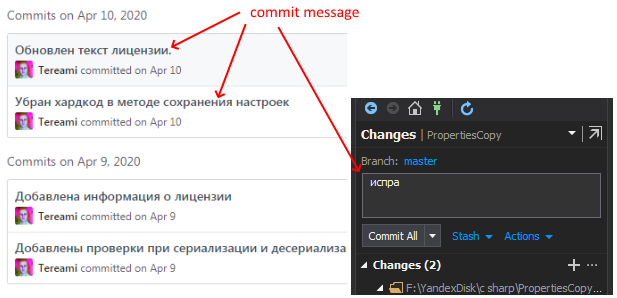 Commits on Apr 10, 2020
commit message
Обновлен текст лицензии.
Tereami committed on Apr 10
Убран хардкод в методе сохранения настроек
Tereami committed on Apr 10
Commits on Apr 9, 2020
Добавлена информация о лицензии
Tereami committed on Apr 9
Добавлены проверки при сериализации и десериализа
Tereami committed on Apr 9
Changes | PropertiesCopy
Branch: master
испра
Commit All Stash Actions
Changes (2)
F:\YandexDisk\c sharp\PropertiesCopy...